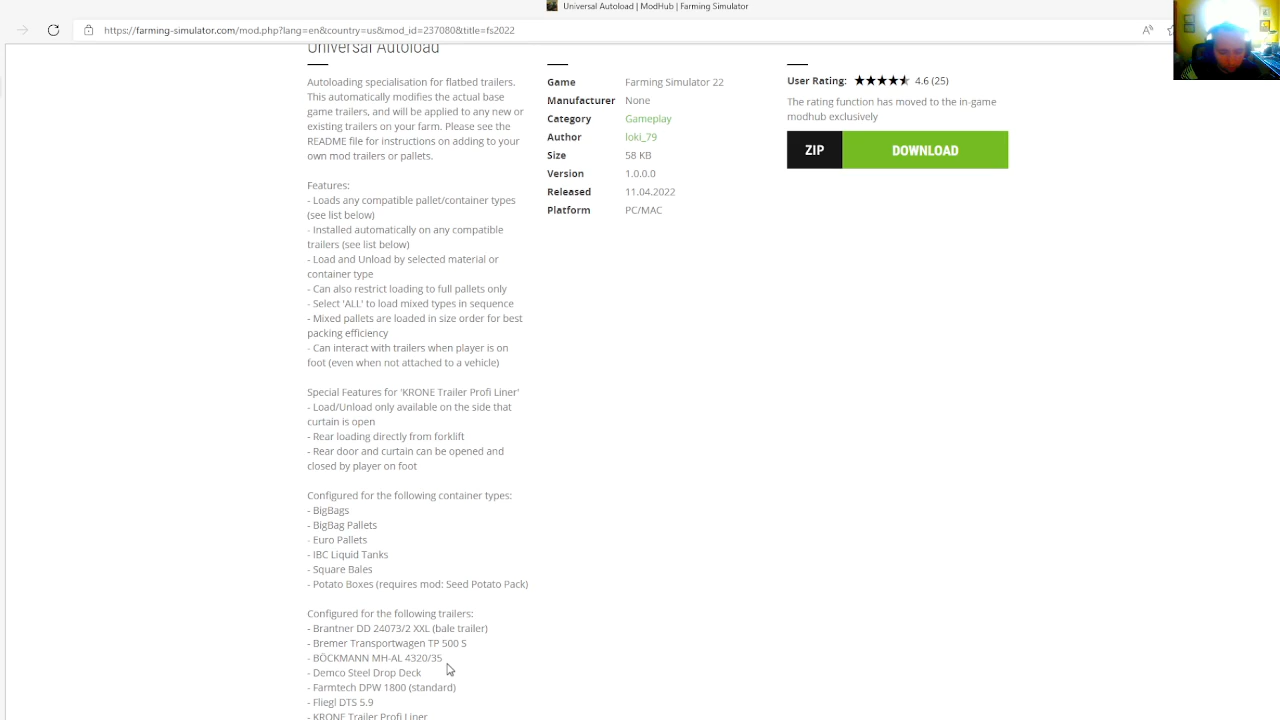 Universal Autoload | ModHub | Farming Simulator
https://farming-simulator.com/mod.php?lang=en&country=us&mod_id=237080&title=fs2022
Universal Autoload
Autoloading specialisation for flatbed trailers.
This automatically modifies the actual base
game trailers, and will be applied to any new or
existing trailers on your farm. Please see the
README file for instructions on adding to your
own mod trailers or pallets.
Features:
- Loads any compatible pallet/container types
(see list below)
- Installed automatically on any compatible
trailers (see list below)
- Load and Unload by selected material or
container type
- Can also restrict loading to full pallets only
- Select 'ALL' to load mixed types in sequence
- Mixed pallets are loaded in size order for best
packing efficiency
- Can interact with trailers when player is on
foot (even when not attached to a vehicle)
Special Features for 'KRONE Trailer Profi Liner'
- Load/Unload only available on the side that
curtain is open
- Rear loading directly from forklift
- Rear door and curtain can be opened and
closed by player on foot
Configured for the following container types:
- BigBags
- BigBag Pallets
- Euro Pallets
- IBC Liquid Tanks
- Square Bales
- Potato Boxes (requires mod: Seed Potato Pack)
Configured for the following trailers:
- Brantner DD 24073/2 XXL (bale trailer)
- Bremer Transportwagen TP 500 S
- BÖCKMANN MH-AL 4320/35
- Demco Steel Drop Deck
- Farmtech DPW 1800 (standard)
- Fliegl DTS 5.9
- KRONE Trailer Profi Liner
Game Farming Simulator 22
Manufacturer None
Category Gameplay
Author loki_79
Size 58 KB
Version 1.0.0.0
Released 11.04.2022
Platform PC/MAC
User Rating: 4.6 (25)
The rating function has moved to the in-game
modhub exclusively
ZIP DOWNLOAD